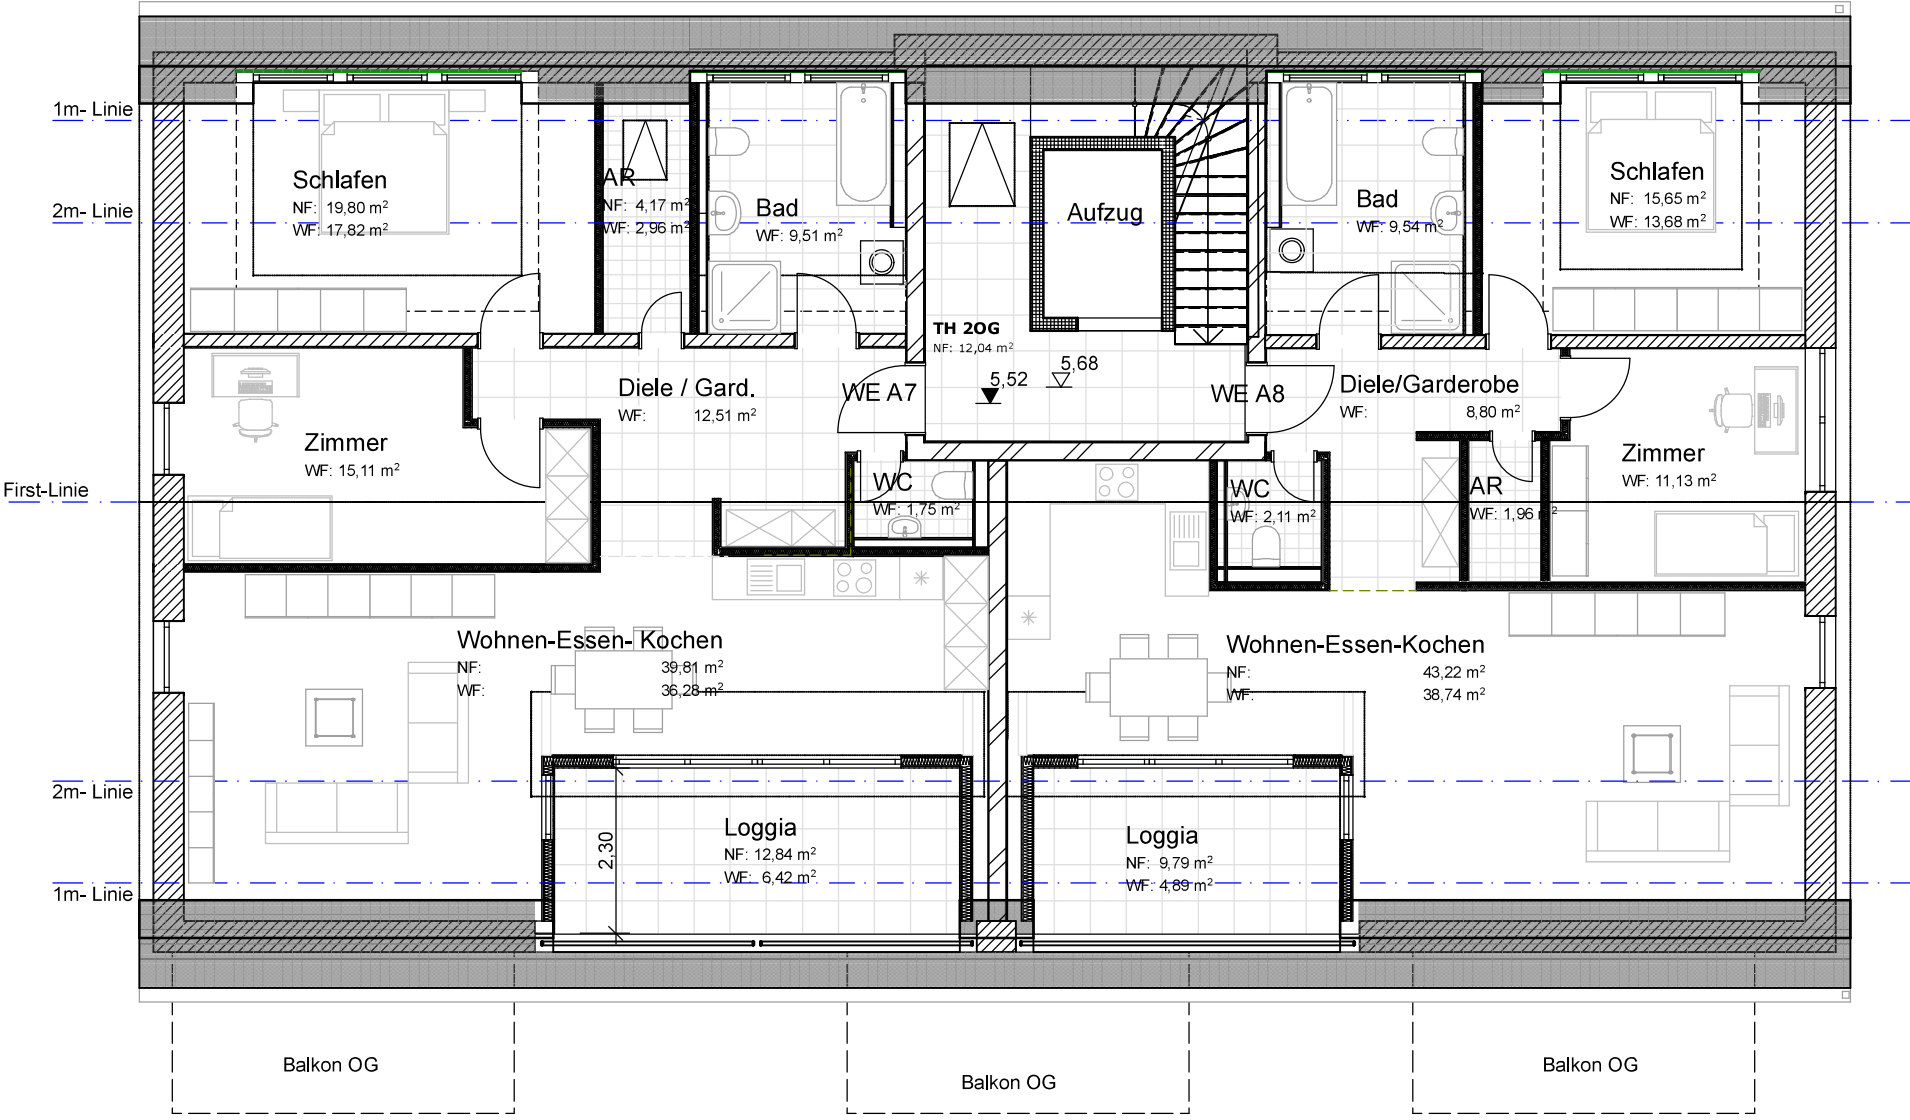 1m- Linie
2m- Linie
Schlafen
NF: 19,80 m²
WF: 17,82 m²
AR
NF: 4,17 m²
WF: 2,96 m²
Bad
WF: 9,51 m²
Aufzug
Bad
WF: 9,54 m²
Schlafen
NF: 15,65 m²
WF: 13,68 m²
TH 2OG
NF: 12,04 m²
5,52
5,68
Diele / Gard.
WF: 12,51 m²
WE A7
WE A8
Diele/Garderobe
WF: 8,80 m²
Zimmer
WF: 15,11 m²
Zimmer
WF: 11,13 m²
First-Linie
WC
WF: 1,75 m²
WC
WF: 2,11 m²
AR
WF: 1,96 m²
Wohnen-Essen- Kochen
NF: 39,81 m²
WF: 36,28 m²
Wohnen-Essen-Kochen
NF: 43,22 m²
WF: 38,74 m²
2m- Linie
2,30
Loggia
NF: 12,84 m²
WF: 6,42 m²
Loggia
NF: 9,79 m²
WF: 4,89 m²
1m- Linie
Balkon OG
Balkon OG
Balkon OG